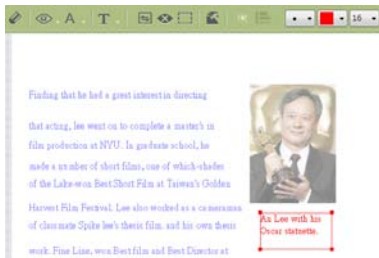 A
T
16
Finding that he had a greet interest in directing
that acting, lee went on to complete a master's in
film production at NYU. In graduate school, he
made a number of short films, one of which-shades
of the Lake-won Best Short Film at Taiwan's Golden
Harvest Film Festival. Lee also worked as a cameraman
of classmate Spike lee's thesis film, and his own thesis
work. Fine Line, won Best film and Best Director at
An Lee with his
Oscar statuette.